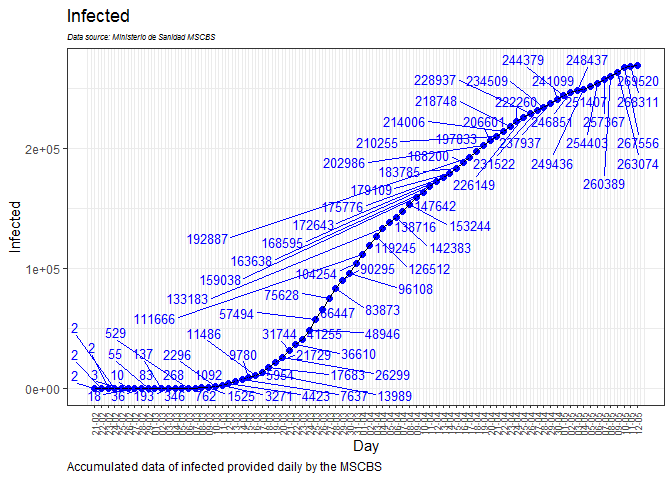 Infected
Data source: Ministerio de Sanidad MSCBS
244379 248437
228937 234509 241099 269520
218748 222260 251407 268311
214006 206601 246851 257367
210255 197833 237937 254403 267556
202986 188200 231522 249436 263074
183785 226149 260389
179109
175776 147642
172643 138716 153244
192887 168595
163638 119245 142383
159038 104254 90295 126512
133183 75628 96108
111666 57494 66447 83873
2 529 11486 31744 41255 48946
2 55 137 2296 9780 21729 36610
2 3 10 83 268 1092 5954 17683 26299
18 36 193 346 762 1525 3277 4423 7637 13989
Infected
2e+05
1e+05
0e+00
21-02
12-05
Day
Accumulated data of infected provided daily by the MSCBS